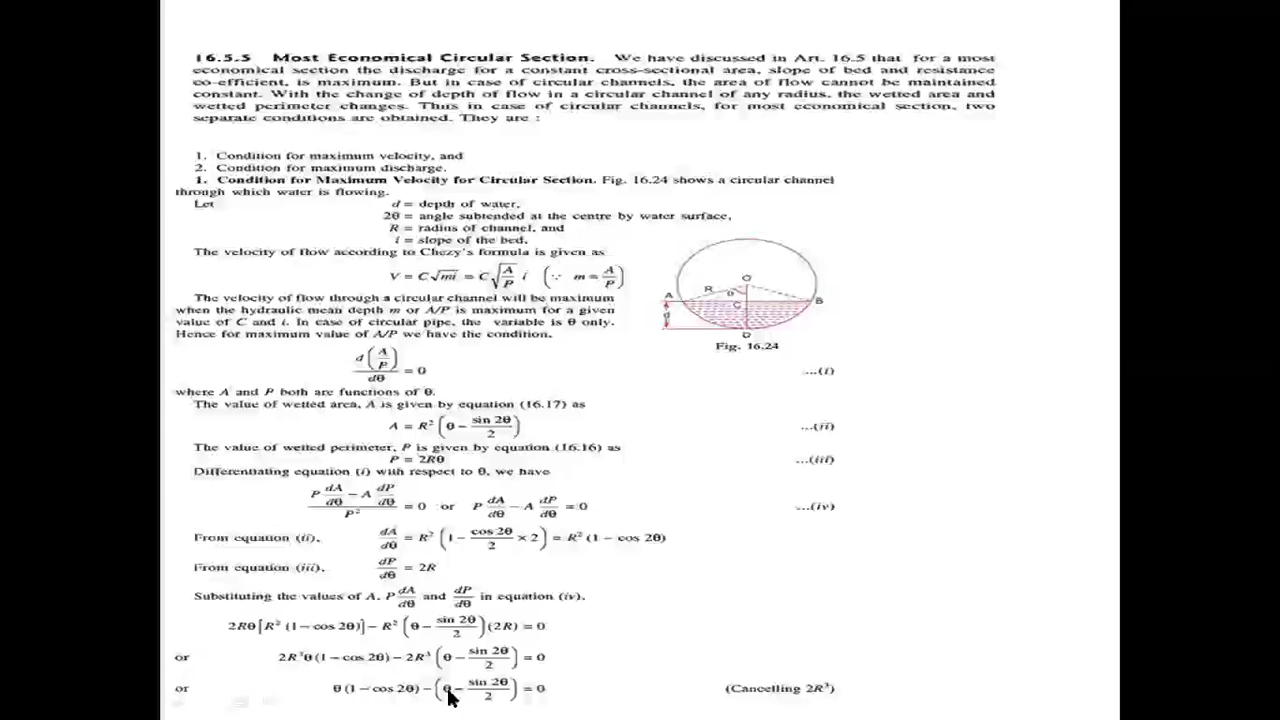 16.5.5 Most Economical Circular Section. We have discussed in Art. 16.5 that for a most
economical section the discharge for a constant cross-sectional area, slope of bed and resistance
co-efficient, is maximum. But in case of circular channels, the area of flow cannot be maintained
constant. With the change of depth of flow in a circular channel of any radius, the wetted area and
wetted perimeter changes. Thus in case of circular channels, for most economical section, two
separate conditions are obtained. They are :
1. Condition for maximum velocity, and
2. Condition for maximum discharge.
1. Condition for Maximum Velocity for Circular Section. Fig. 16.24 shows a circular channel
through which water is flowing.
Let d = depth of water,
2θ = angle subtended at the centre by water surface,
R = radius of channel, and
i = slope of the bed,
The velocity of flow according to Chezy's formula is given as
V = C√mi = C√(A/P) i (∵ m = A/P)
The velocity of flow through a circular channel will be maximum
when the hydraulic mean depth m or A/P is maximum for a given
value of C and i. In case of circular pipe, the variable is θ only.
Hence for maximum value of A/P we have the condition,
O
R
θ
A
C
B
d
D
Fig. 16.24
d(A/P)/dθ = 0 ...(i)
where A and P both are functions of θ.
The value of wetted area, A is given by equation (16.17) as
A = R² (θ − sin 2θ/2) ...(ii)
The value of wetted perimeter, P is given by equation (16.16) as
P = 2Rθ ...(iii)
Differentiating equation (i) with respect to θ, we have
(P dA/dθ − A dP/dθ)/P² = 0 or P dA/dθ − A dP/dθ = 0 ...(iv)
From equation (ii), dA/dθ = R² (1 − cos 2θ/2 × 2) = R² (1 − cos 2θ)
From equation (iii), dP/dθ = 2R
Substituting the values of A, P dA/dθ and dP/dθ in equation (iv),
2Rθ [R² (1 − cos 2θ)] − R² (θ − sin 2θ/2) (2R) = 0
or 2R³θ (1 − cos 2θ) − 2R³ (θ − sin 2θ/2) = 0
or θ (1 − cos 2θ) − (θ − sin 2θ/2) = 0 (Cancelling 2R³)